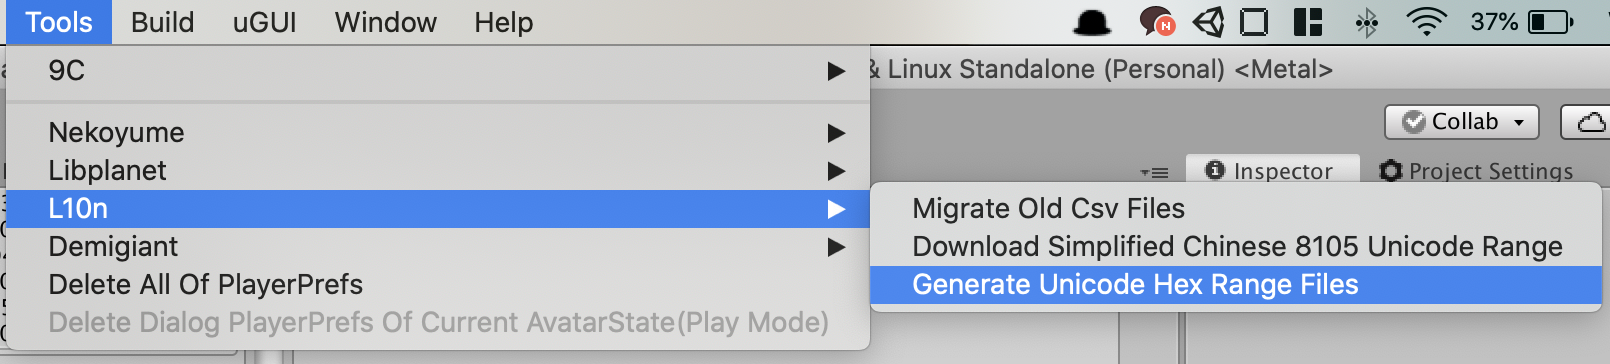 Tools Build uGUI Window Help 37%
9C
& Linux Standalone (Personal) <Metal>
Collab
Nekoyume
Libplanet
Inspector Project Settings
L10n
Migrate Old Csv Files
Demigiant
Download Simplified Chinese 8105 Unicode Range
Delete All Of PlayerPrefs
Generate Unicode Hex Range Files
Delete Dialog PlayerPrefs Of Current AvatarState(Play Mode)